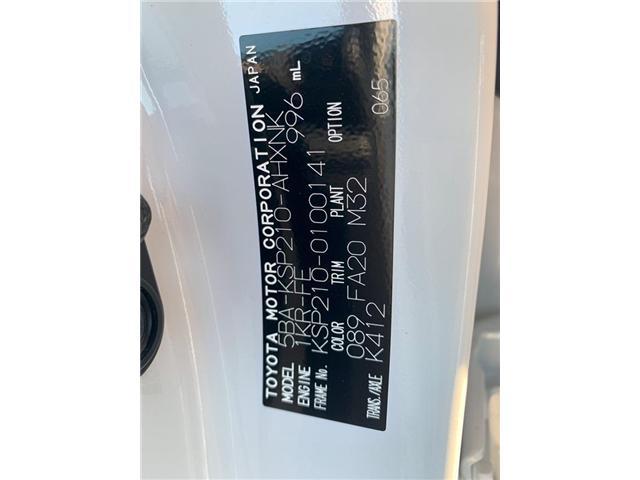 TOYOTA MOTOR CORPORATION JAPAN
MODEL 5BA-KSP210-AHXNK
ENGINE 1KR-FE 996 mL
FRAME No. KSP210-0100141
COLOR TRIM PLANT OPTION
089 FA20 M32 065
TRANS./AXLE K412